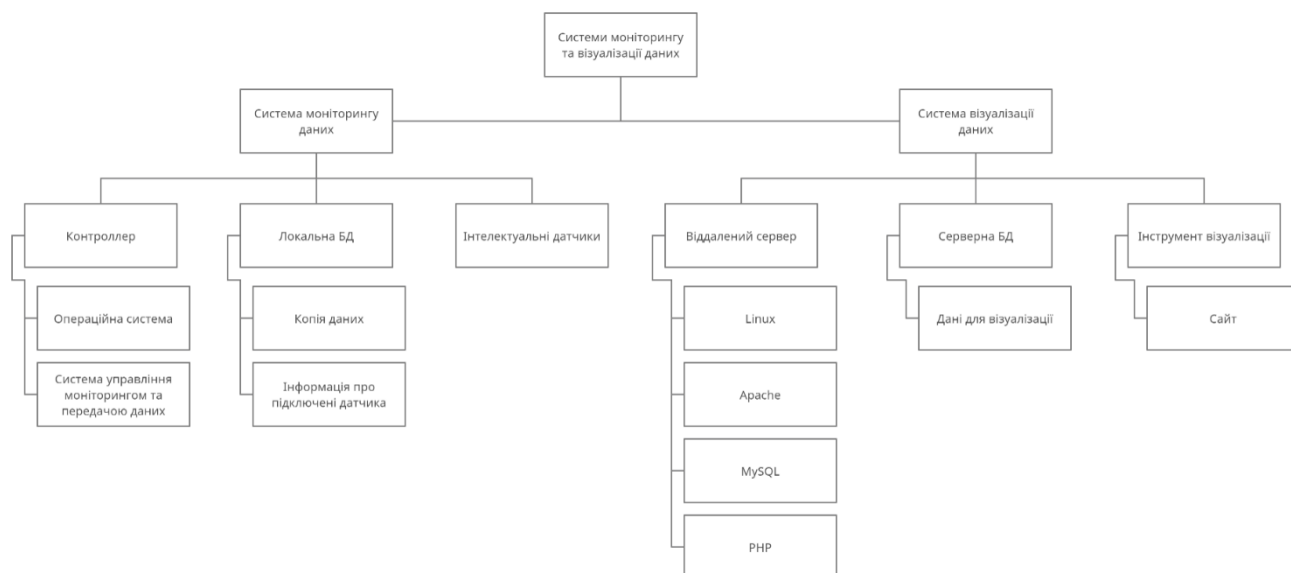 Системи моніторингу
та візуалізації даних
Система моніторингу
даних
Система візуалізації
даних
Контроллер
Локальна БД
Інтелектуальні датчики
Віддалений сервер
Серверна БД
Інструмент візуалізації
Операційна система
Копія даних
Linux
Дані для візуалізації
Сайт
Система управління
моніторингом та
передачою даних
Інформація про
підключені датчика
Apache
MySQL
PHP